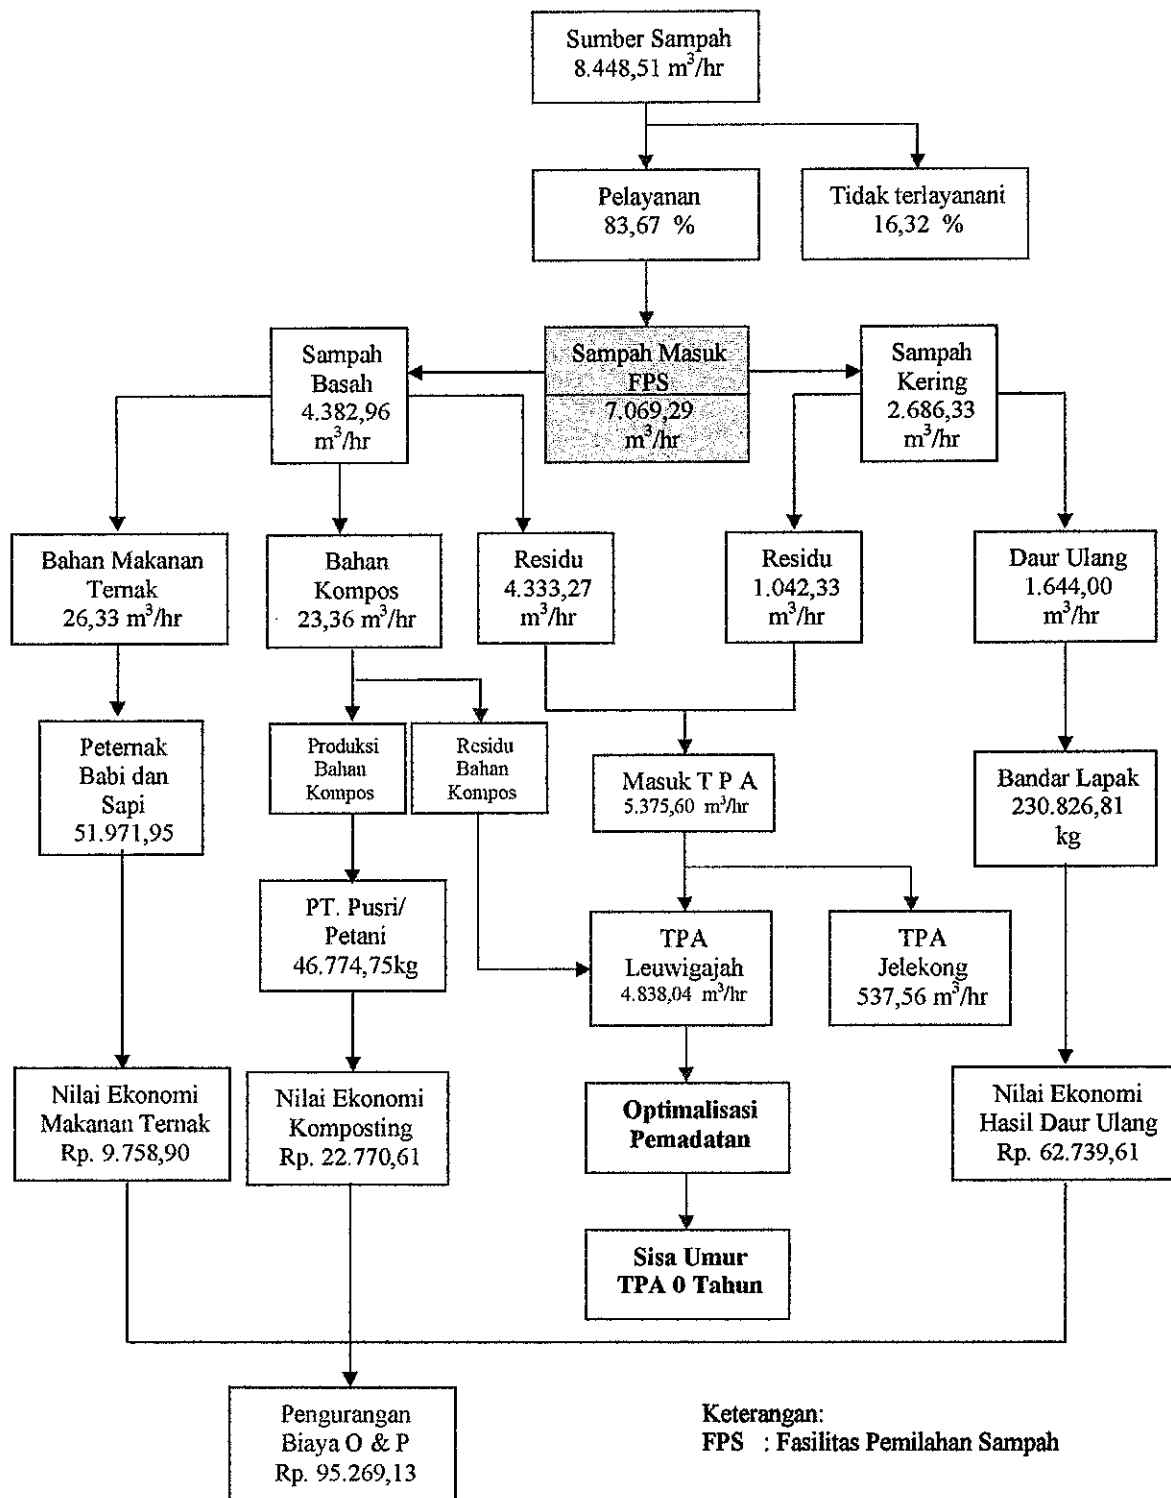 Sumber Sampah
8.448,51 m³/hr
Pelayanan
83,67 %
Tidak terlayanani
16,32 %
Sampah
Basah
4.382,96
m³/hr
Sampah Masuk
FPS
7.069,29
m³/hr
Sampah
Kering
2.686,33
m³/hr
Bahan Makanan
Ternak
26,33 m³/hr
Bahan
Kompos
23,36 m³/hr
Residu
4.333,27
m³/hr
Residu
1.042,33
m³/hr
Daur Ulang
1.644,00
m³/hr
Peternak
Babi dan
Sapi
51.971,95
Produksi
Bahan
Kompos
Residu
Bahan
Kompos
Masuk T P A
5.375,60 m³/hr
Bandar Lapak
230.826,81
kg
PT. Pusri/
Petani
46.774,75kg
TPA
Leuwigajah
4.838,04 m³/hr
TPA
Jelekong
537,56 m³/hr
Nilai Ekonomi
Makanan Ternak
Rp. 9.758,90
Nilai Ekonomi
Komposting
Rp. 22.770,61
Optimalisasi
Pemadatan
Nilai Ekonomi
Hasil Daur Ulang
Rp. 62.739,61
Sisa Umur
TPA 0 Tahun
Pengurangan
Biaya O & P
Rp. 95.269,13
Keterangan:
FPS : Fasilitas Pemilahan Sampah